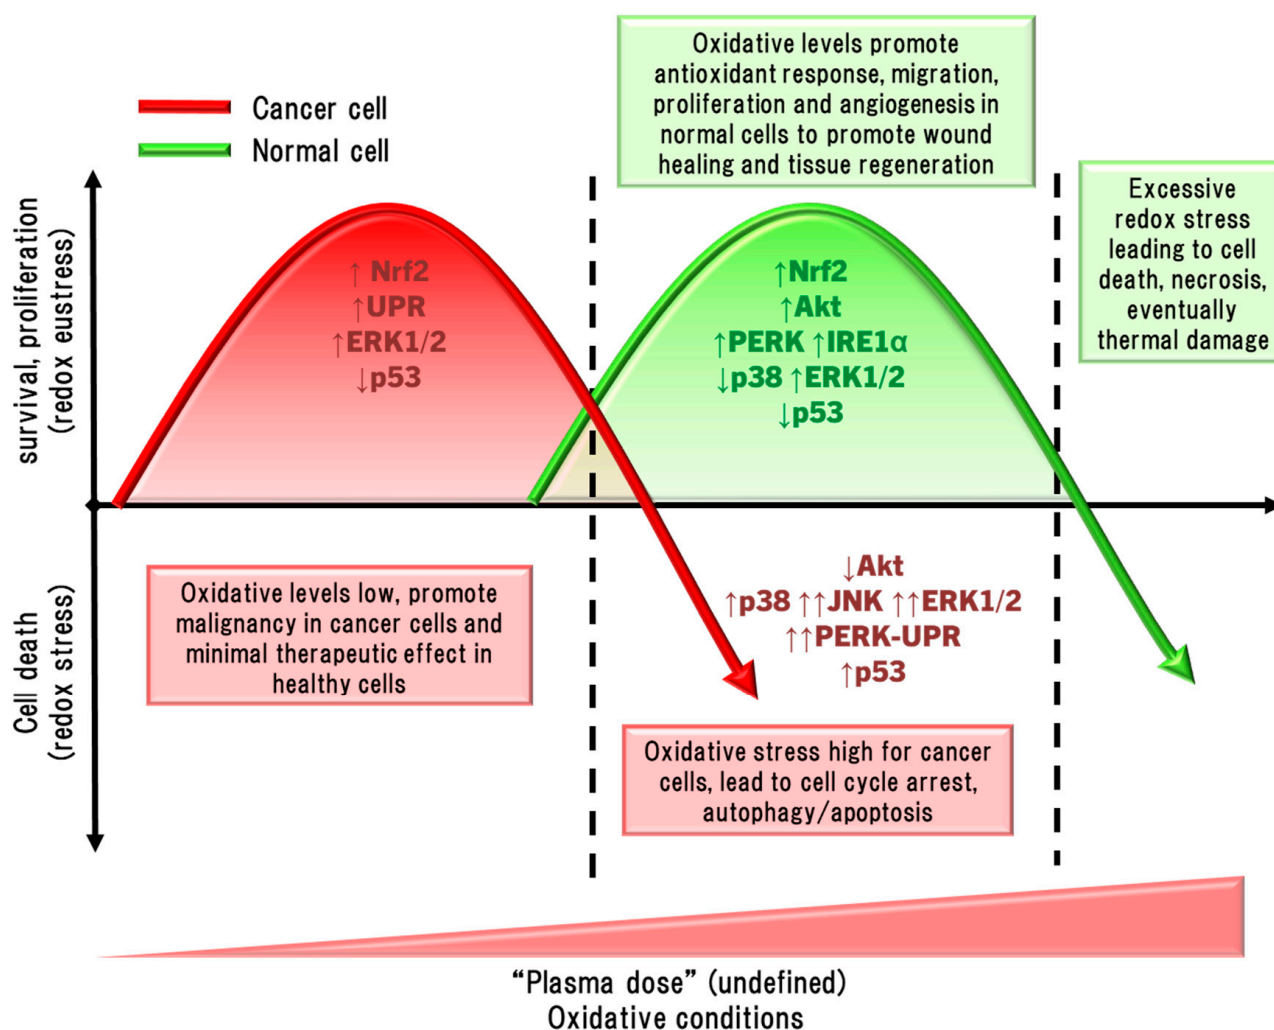 Cancer cell
Normal cell
Oxidative levels promote
antioxidant response, migration,
proliferation and angiogenesis in
normal cells to promote wound
healing and tissue regeneration
Excessive
redox stress
leading to cell
death, necrosis,
eventually
thermal damage
survival, proliferation
(redox eustress)
↑ Nrf2
↑UPR
↑ERK1/2
↓p53
↑Nrf2
↑Akt
↑PERK ↑IRE1α
↓p38 ↑ERK1/2
↓p53
Cell death
(redox stress)
Oxidative levels low, promote
malignancy in cancer cells and
minimal therapeutic effect in
healthy cells
↓Akt
↑p38 ↑↑JNK ↑↑ERK1/2
↑↑PERK-UPR
↑p53
Oxidative stress high for cancer
cells, lead to cell cycle arrest,
autophagy/apoptosis
“Plasma dose” (undefined)
Oxidative conditions